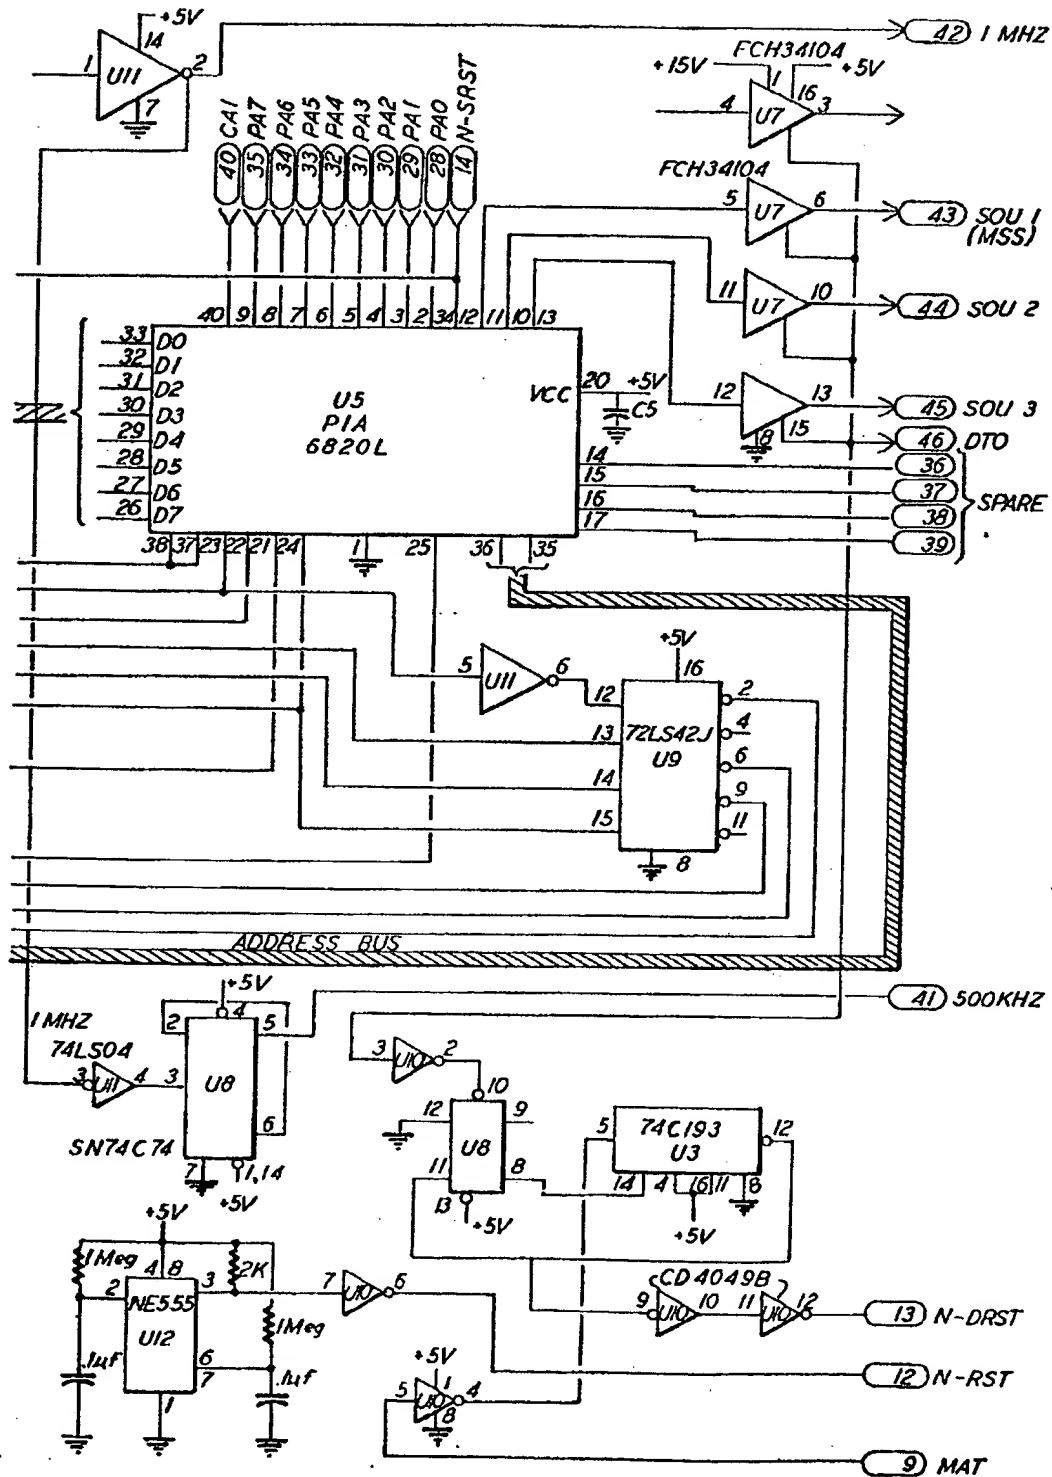 +5V
14
1
U11
2
7
42
1 MHZ
FCH34104
+15V
+5V
1
16
4
U7
3
CA1
PA7
PA6
PA5
PA4
PA3
PA2
PA1
PA0
N-SRST
40
35
34
33
32
31
30
29
28
14
FCH34104
5
U7
6
43
SOU 1
(MSS)
11
U7
10
44
SOU 2
40 9 8 7 6 5 4 3 2 34 12 11 10 13
12
13
8
15
45
SOU 3
46
DTO
33 D0
32 D1
31 D2
30 D3
29 D4
28 D5
27 D6
26 D7
U5
PIA
6820L
VCC
20
+5V
C5
14
15
16
17
36
37
38
39
SPARE
38 37 23 22 21 24
1
25
36
35
5
U11
6
+5V
16
12
13
14
15
72LS42J
U9
2
4
6
9
11
8
ADDRESS BUS
+5V
4
2
5
41
500KHZ
1 MHZ
74LS04
3
U11
4
3
U8
6
SN74C74
7
1,14
+5V
3
U10
2
10
12
9
U8
11
8
13
+5V
5
74C193
U3
12
14 4 16 11 8
+5V
+5V
1Meg
4 8
2K
2
3
NE555
U12
6
7
1
.1uf
1Meg
.1uf
7
U10
6
CD4049B
9
U10
10
11
U10
12
13
N-DRST
12
N-RST
+5V
1
5
U10
4
8
9
MAT